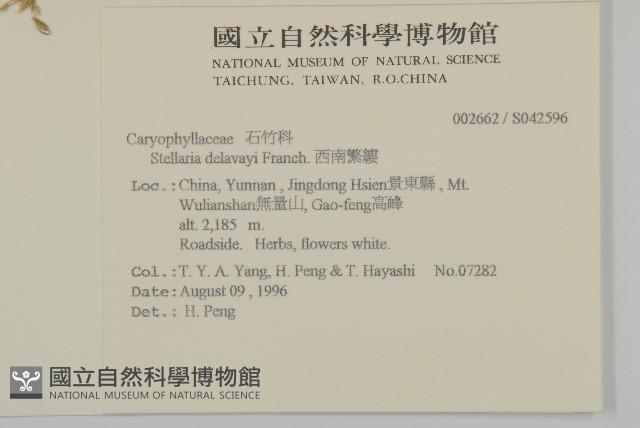 國立自然科學博物館
NATIONAL MUSEUM OF NATURAL SCIENCE
TAICHUNG, TAIWAN, R.O.CHINA
002662 / S042596
Caryophyllaceae 石竹科
Stellaria delavayi Franch. 西南繁縷
Loc.:China, Yunnan , Jingdong Hsien景東縣 , Mt.
Wulianshan無量山, Gao-feng高峰
alt. 2,185 m.
Roadside. Herbs, flowers white.
Col.:T. Y. A. Yang, H. Peng & T. Hayashi No.07282
Date:August 09 , 1996
Det.: H. Peng
國立自然科學博物館
NATIONAL MUSEUM OF NATURAL SCIENCE